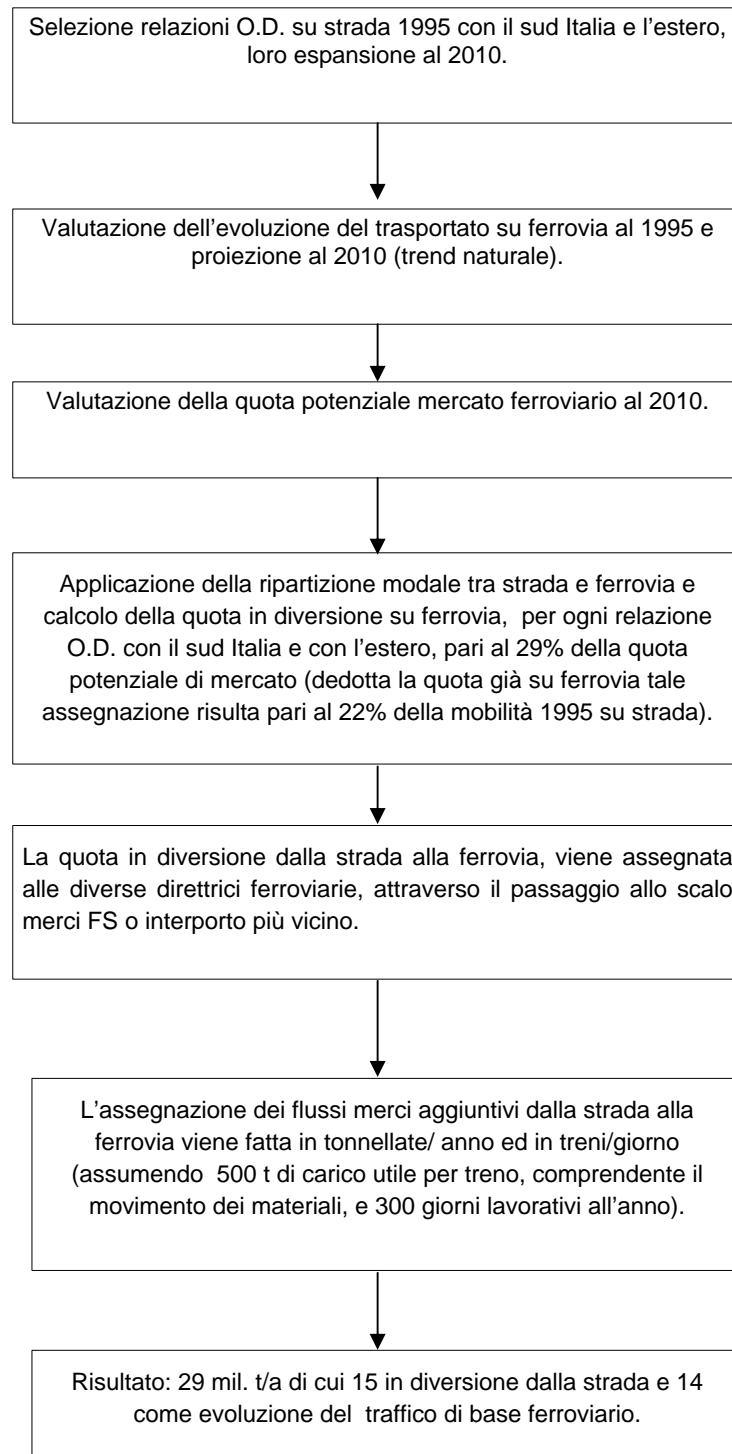 Selezione relazioni O.D. su strada 1995 con il sud Italia e l'estero,
loro espansione al 2010.
Valutazione dell'evoluzione del trasportato su ferrovia al 1995 e
proiezione al 2010 (trend naturale).
Valutazione della quota potenziale mercato ferroviario al 2010.
Applicazione della ripartizione modale tra strada e ferrovia e
calcolo della quota in diversione su ferrovia, per ogni relazione
O.D. con il sud Italia e con l'estero, pari al 29% della quota
potenziale di mercato (dedotta la quota già su ferrovia tale
assegnazione risulta pari al 22% della mobilità 1995 su strada).
La quota in diversione dalla strada alla ferrovia, viene assegnata
alle diverse direttrici ferroviarie, attraverso il passaggio allo scalo
merci FS o interporto più vicino.
L'assegnazione dei flussi merci aggiuntivi dalla strada alla
ferrovia viene fatta in tonnellate/ anno ed in treni/giorno
(assumendo 500 t di carico utile per treno, comprendente il
movimento dei materiali, e 300 giorni lavorativi all'anno).
Risultato: 29 mil. t/a di cui 15 in diversione dalla strada e 14
come evoluzione del traffico di base ferroviario.